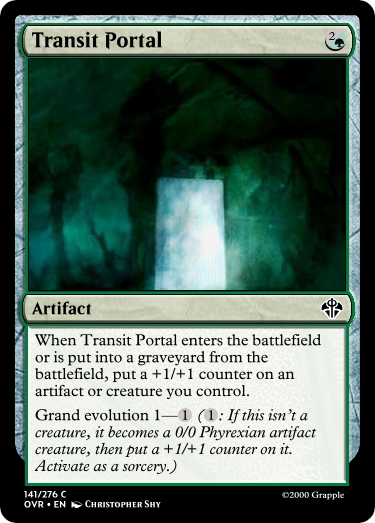 Transit Portal
2
Artifact
When Transit Portal enters the battlefield
or is put into a graveyard from the
battlefield, put a +1/+1 counter on an
artifact or creature you control.
Grand evolution 1—1 (1: If this isn't a
creature, it becomes a 0/0 Phyrexian artifact
creature, then put a +1/+1 counter on it.
Activate as a sorcery.)
141/276 C
OVR • EN Christopher Shy
©2000 Grapple